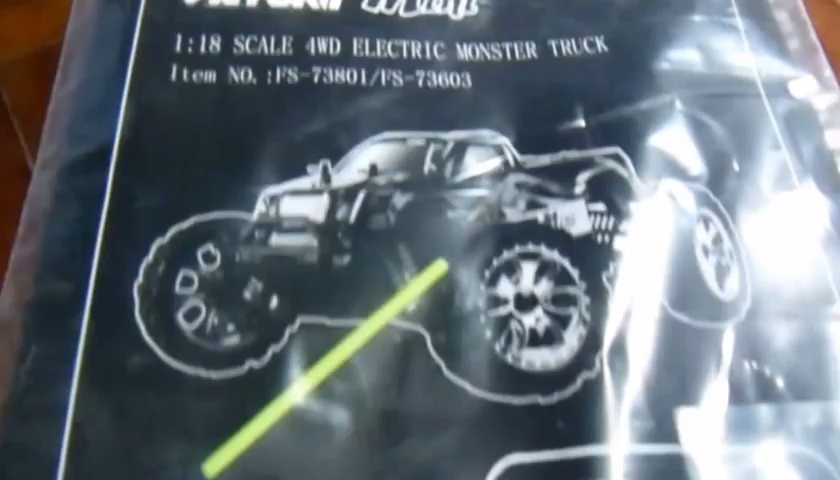 1:18 SCALE 4WD ELECTRIC MONSTER TRUCK
Item NO.:FS-73801/FS-73603